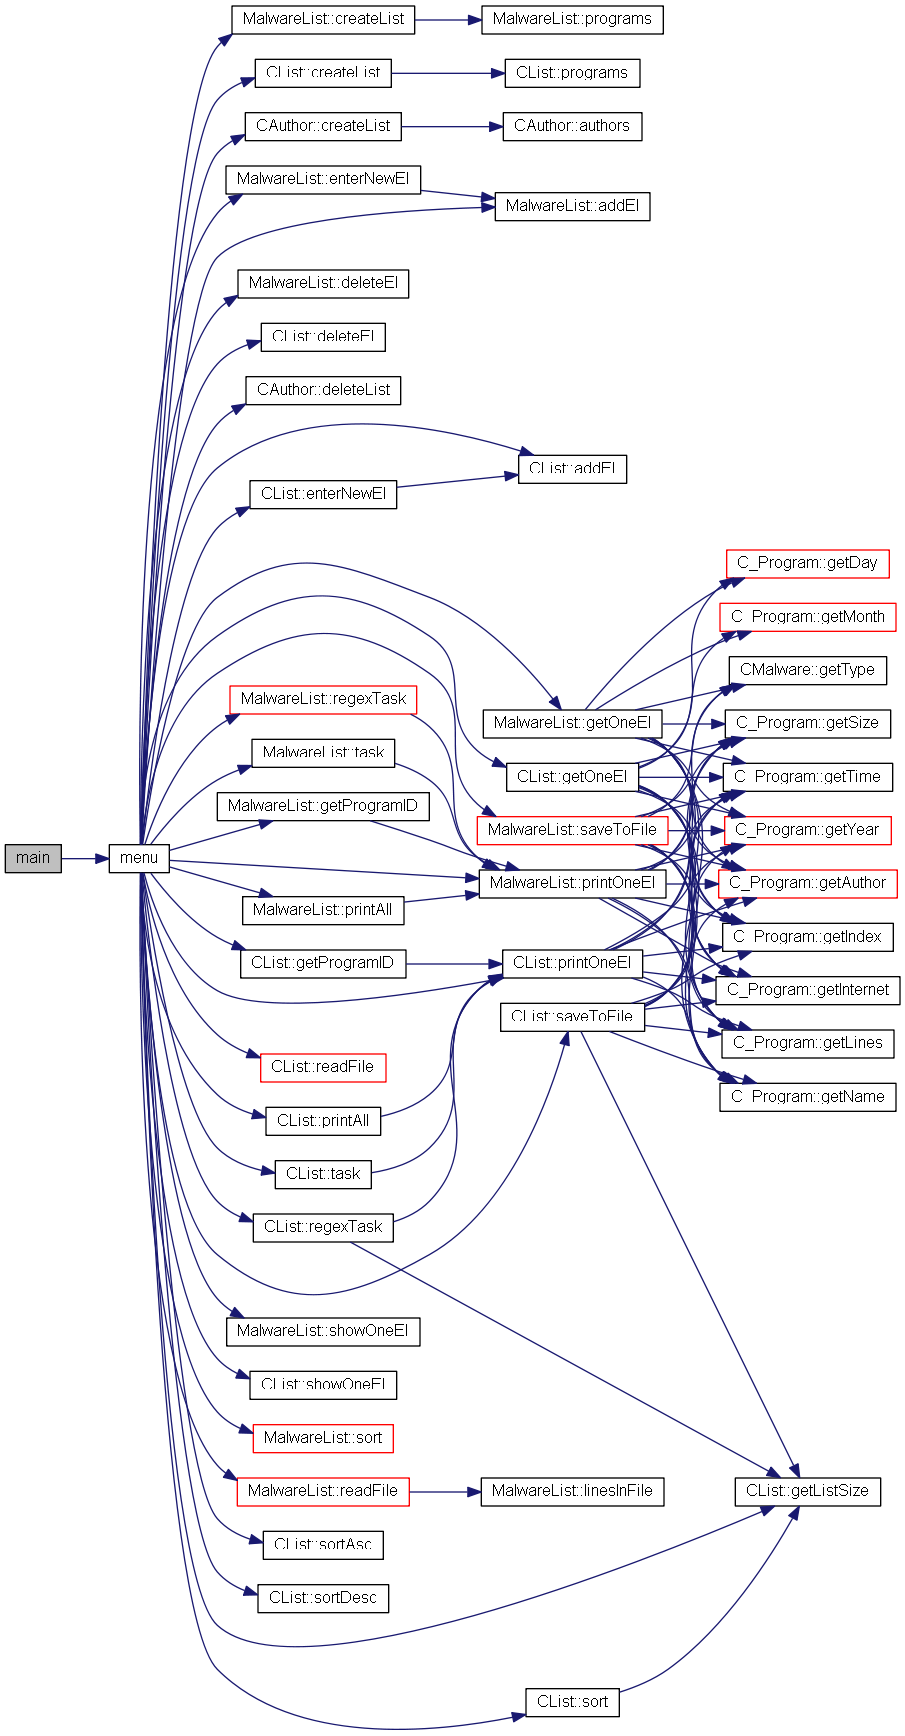 MalwareList::createList
MalwareList::programs
CList::createList
CList::programs
CAuthor::createList
CAuthor::authors
MalwareList::enterNewEl
MalwareList::addEl
MalwareList::deleteEl
CList::deleteEl
CAuthor::deleteList
CList::addEl
CList::enterNewEl
C_Program::getDay
C_Program::getMonth
CMalware::getType
MalwareList::regexTask
MalwareList::getOneEl
C_Program::getSize
MalwareList::task
CList::getOneEl
C_Program::getTime
MalwareList::getProgramID
MalwareList::saveToFile
C_Program::getYear
main
menu
MalwareList::printOneEl
C_Program::getAuthor
MalwareList::printAll
C_Program::getIndex
CList::getProgramID
CList::printOneEl
C_Program::getInternet
CList::saveToFile
C_Program::getLines
CList::readFile
C_Program::getName
CList::printAll
CList::task
CList::regexTask
MalwareList::showOneEl
CList::showOneEl
MalwareList::sort
MalwareList::readFile
MalwareList::linesInFile
CList::getListSize
CList::sortAsc
CList::sortDesc
CList::sort